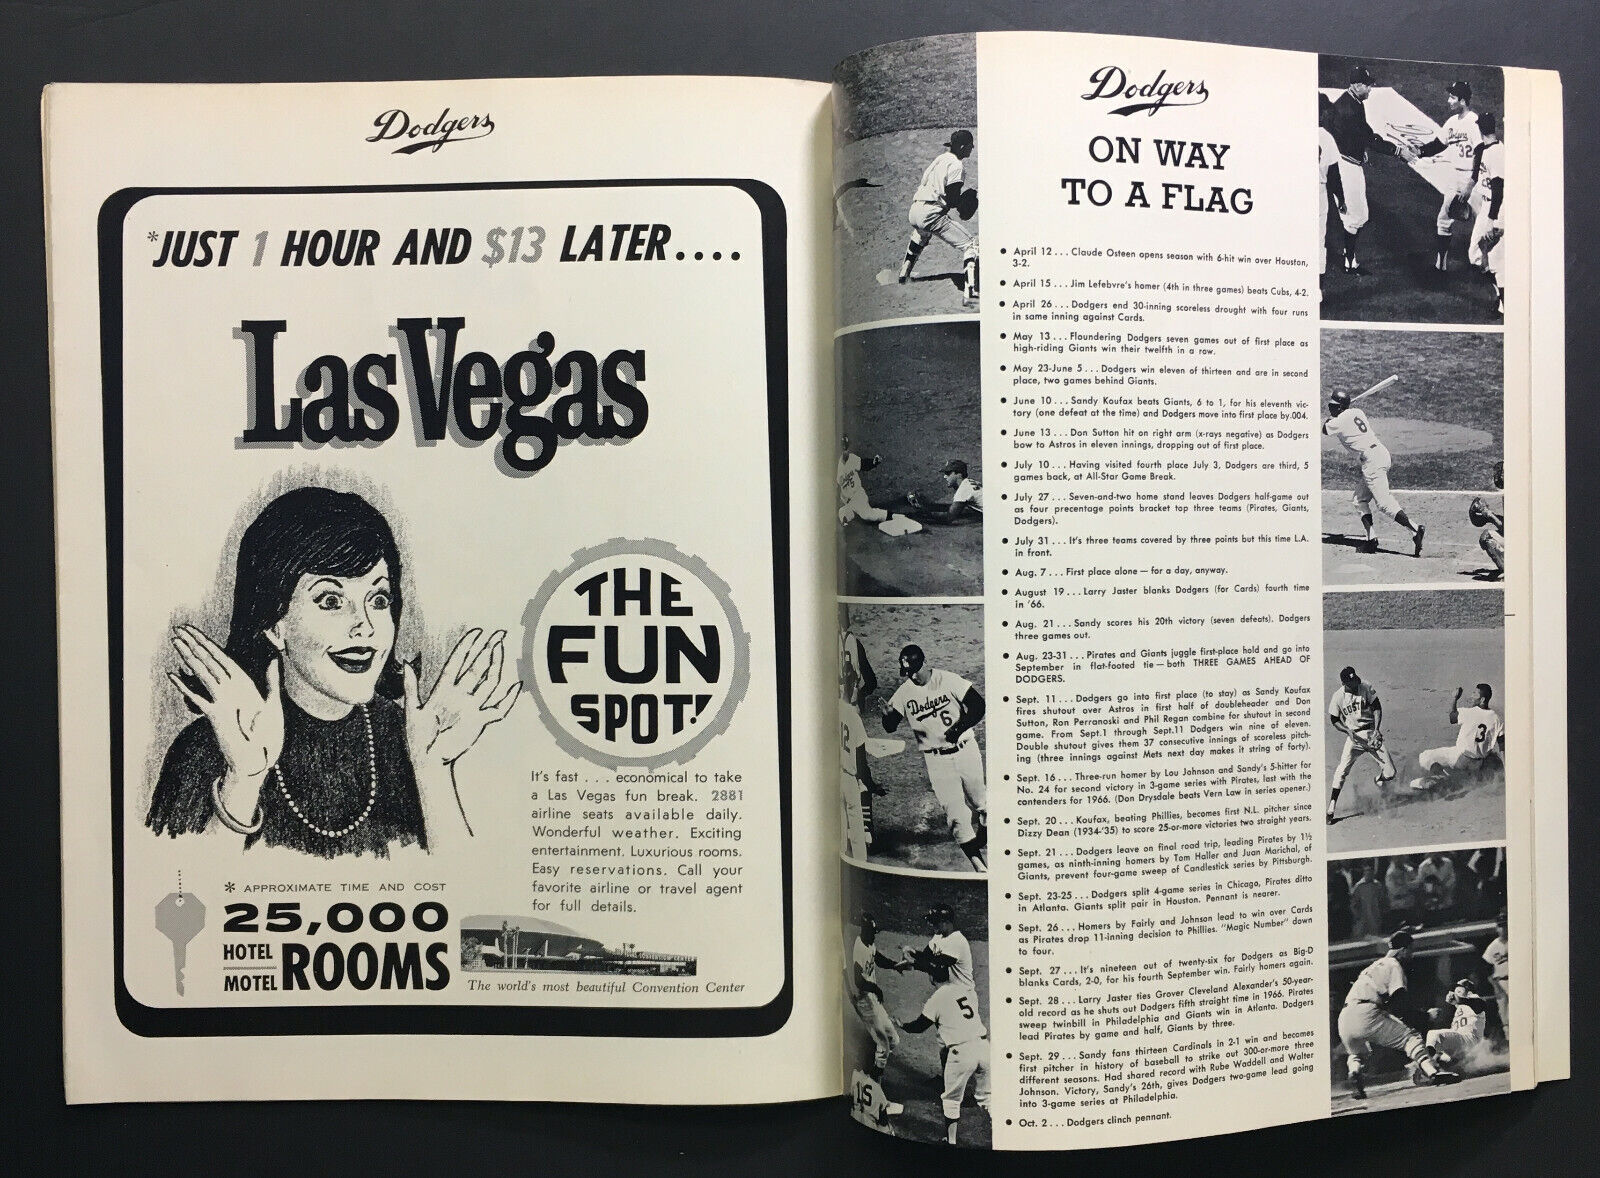 Dodgers
*JUST 1 HOUR AND $13 LATER....
Las Vegas
THE
FUN
SPOT!
It's fast . . . economical to take
a Las Vegas fun break. 2881
airline seats available daily.
Wonderful weather. Exciting
entertainment. Luxurious rooms.
Easy reservations. Call your
favorite airline or travel agent
for full details.
* APPROXIMATE TIME AND COST
25,000
HOTEL
MOTEL
ROOMS
The world's most beautiful Convention Center
Dodgers
ON WAY
TO A FLAG
● April 12 . . . Claude Osteen opens season with 6-hit win over Houston,
3-2.
● April 15 . . . Jim Lefebvre's homer (4th in three games) beats Cubs, 4-2.
● April 26 . . . Dodgers end 30-inning scoreless drought with four runs
in same inning against Cards.
● May 13 . . . Floundering Dodgers seven games out of first place as
high-riding Giants win their twelfth in a row.
● May 23-June 5 . . . Dodgers win eleven of thirteen and are in second
place, two games behind Giants.
● June 10 . . . Sandy Koufax beats Giants, 6 to 1, for his eleventh vic-
tory (one defeat at the time) and Dodgers move into first place by.004.
● June 13 . . . Don Sutton hit on right arm (x-rays negative) as Dodgers
bow to Astros in eleven innings, dropping out of first place.
● July 10 . . . Having visited fourth place July 3, Dodgers are third, 5
games back, at All-Star Game Break.
● July 27 . . . Seven-and-two home stand leaves Dodgers half-game out
as four precentage points bracket top three teams (Pirates, Giants,
Dodgers).
● July 31 . . . It's three teams covered by three points but this time L.A.
in front.
● Aug. 7 . . . First place alone — for a day, anyway.
● August 19 . . . Larry Jaster blanks Dodgers (for Cards) fourth time
in '66.
● Aug. 21 . . . Sandy scores his 20th victory (seven defeats). Dodgers
three games out.
● Aug. 23-31 . . . Pirates and Giants juggle first-place hold and go into
September in flat-footed tie — both THREE GAMES AHEAD OF
DODGERS.
● Sept. 11 . . . Dodgers go into first place (to stay) as Sandy Koufax
fires shutout over Astros in first half of doubleheader and Don
Sutton, Ron Perranoski and Phil Regan combine for shutout in second
game. From Sept.1 through Sept.11 Dodgers win nine of eleven.
Double shutout gives them 37 consecutive innings of scoreless pitch-
ing (three innings against Mets next day makes it string of forty).
● Sept. 16 . . . Three-run homer by Lou Johnson and Sandy's 5-hitter for
No. 24 for second victory in 3-game series with Pirates, last with the
contenders for 1966. (Don Drysdale beats Vern Law in series opener.)
● Sept. 20 . . . Koufax, beating Phillies, becomes first N.L. pitcher since
Dizzy Dean (1934-'35) to score 25-or-more victories two straight years.
● Sept. 21 . . . Dodgers leave on final road trip, leading Pirates by 1½
games, as ninth-inning homers by Tom Haller and Juan Marichal, of
Giants, prevent four-game sweep of Candlestick series by Pittsburgh.
● Sept. 23-25 . . . Dodgers split 4-game series in Chicago, Pirates ditto
in Atlanta. Giants split pair in Houston. Pennant is nearer.
● Sept. 26 . . . Homers by Fairly and Johnson lead to win over Cards
as Pirates drop 11-inning decision to Phillies. "Magic Number" down
to four.
● Sept. 27 . . . It's nineteen out of twenty-six for Dodgers as Big-D
blanks Cards, 2-0, for his fourth September win. Fairly homers again.
● Sept. 28 . . . Larry Jaster ties Grover Cleveland Alexander's 50-year-
old record as he shuts out Dodgers fifth straight time in 1966. Pirates
sweep twinbill in Philadelphia and Giants win in Atlanta. Dodgers
lead Pirates by game and half, Giants by three.
● Sept. 29 . . . Sandy fans thirteen Cardinals in 2-1 win and becomes
first pitcher in history of baseball to strike out 300-or-more three
different seasons. Had shared record with Rube Waddell and Walter
Johnson. Victory, Sandy's 26th, gives Dodgers two-game lead going
into 3-game series at Philadelphia.
● Oct. 2 . . . Dodgers clinch pennant.
Dodgers
32
8
5
Dodgers
6
12
3
5